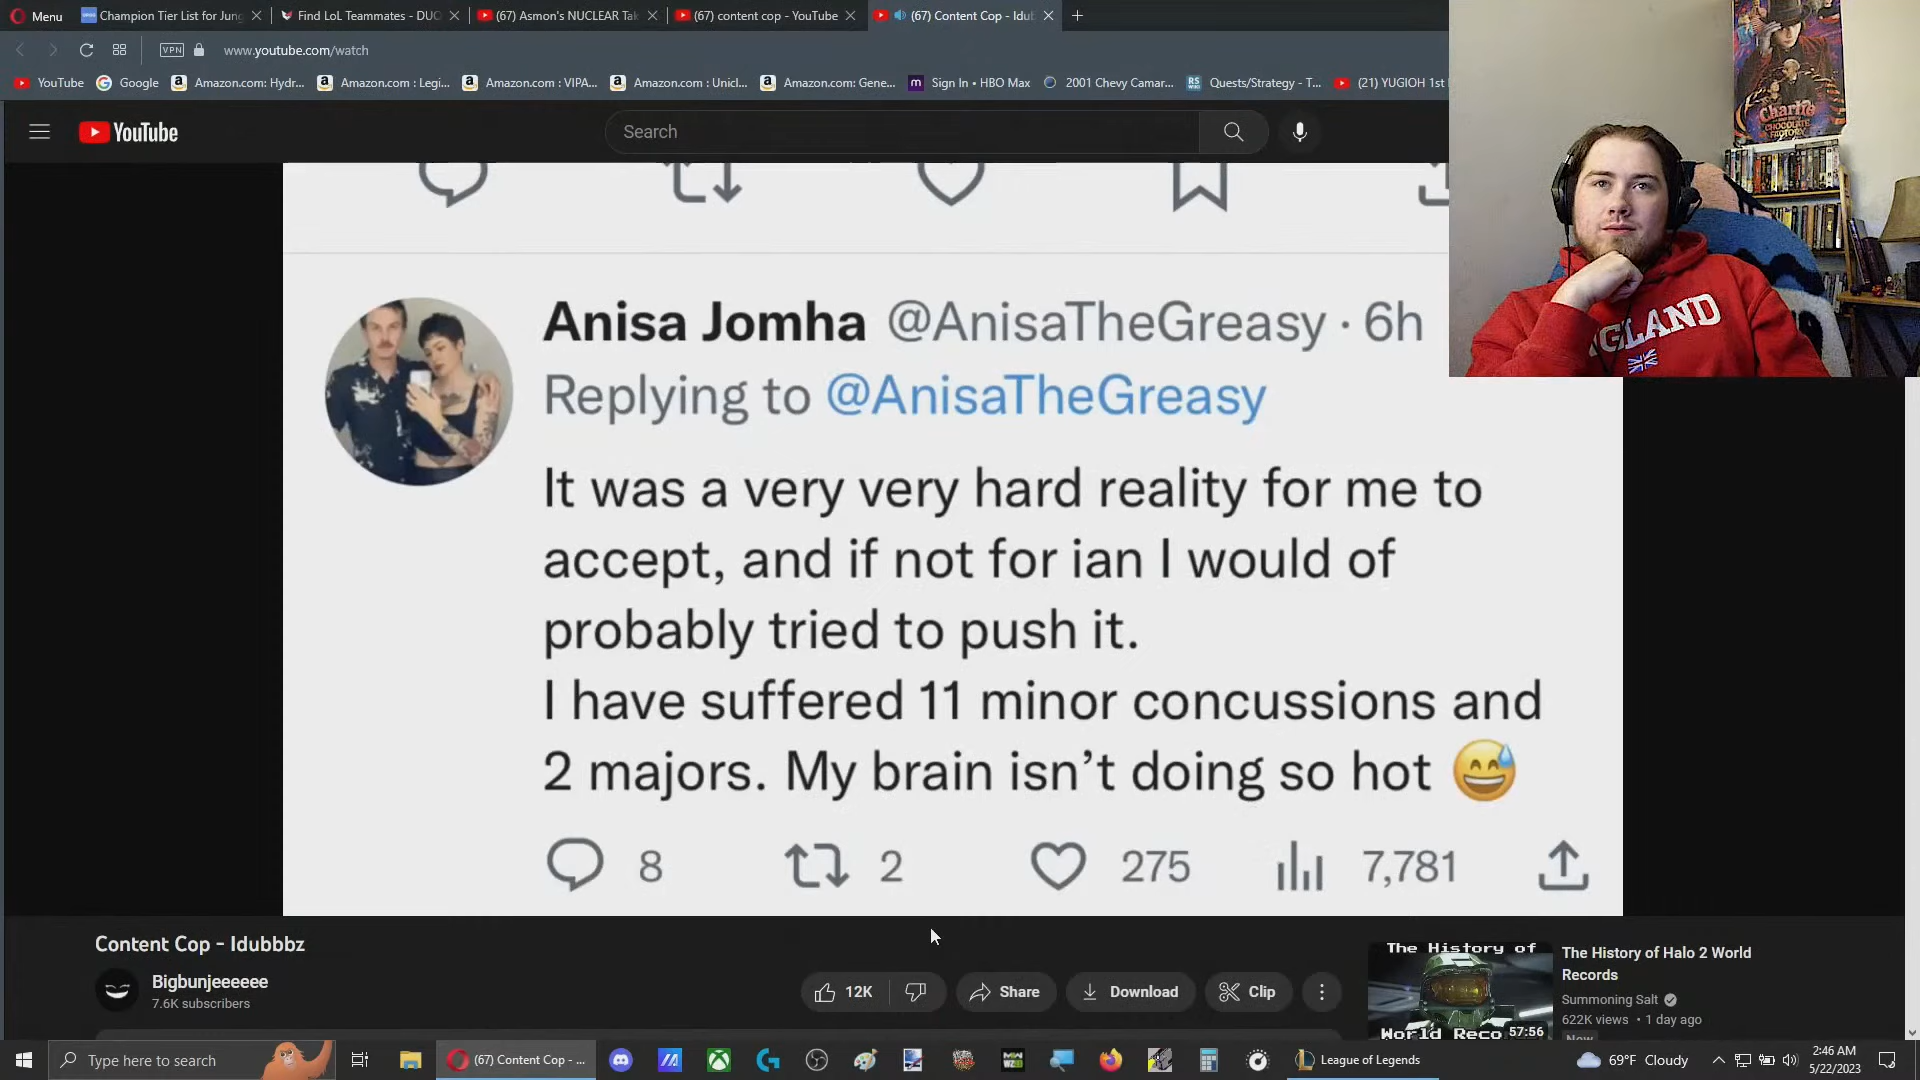 Menu
Champion Tier List for Jung
Find LoL Teammates - DUO
(67) Asmon's NUCLEAR Tak
(67) content cop - YouTube
(67) Content Cop - Idub
VPN
www.youtube.com/watch
YouTube
Google
Amazon.com: Hydr...
Amazon.com : Legi...
Amazon.com : VIPA...
Amazon.com : Unicl...
Amazon.com: Gene...
Sign In • HBO Max
2001 Chevy Camar...
Quests/Strategy - T...
(21) YUGIOH 1st
YouTube
Search
Charlie
CHOCOLATE
FACTORY
NGLAND
Anisa Jomha @AnisaTheGreasy · 6h
Replying to @AnisaTheGreasy
It was a very very hard reality for me to
accept, and if not for ian I would of
probably tried to push it.
I have suffered 11 minor concussions and
2 majors. My brain isn't doing so hot 😅
8 2 275 7,781
Content Cop - Idubbbz
Bigbunjeeeeee
7.6K subscribers
12K
Share
Download
Clip
The History of
World Reco
57:56
The History of Halo 2 World
Records
Summoning Salt
622K views • 1 day ago
New
Type here to search
(67) Content Cop - ...
League of Legends
69°F Cloudy
2:46 AM
5/22/2023